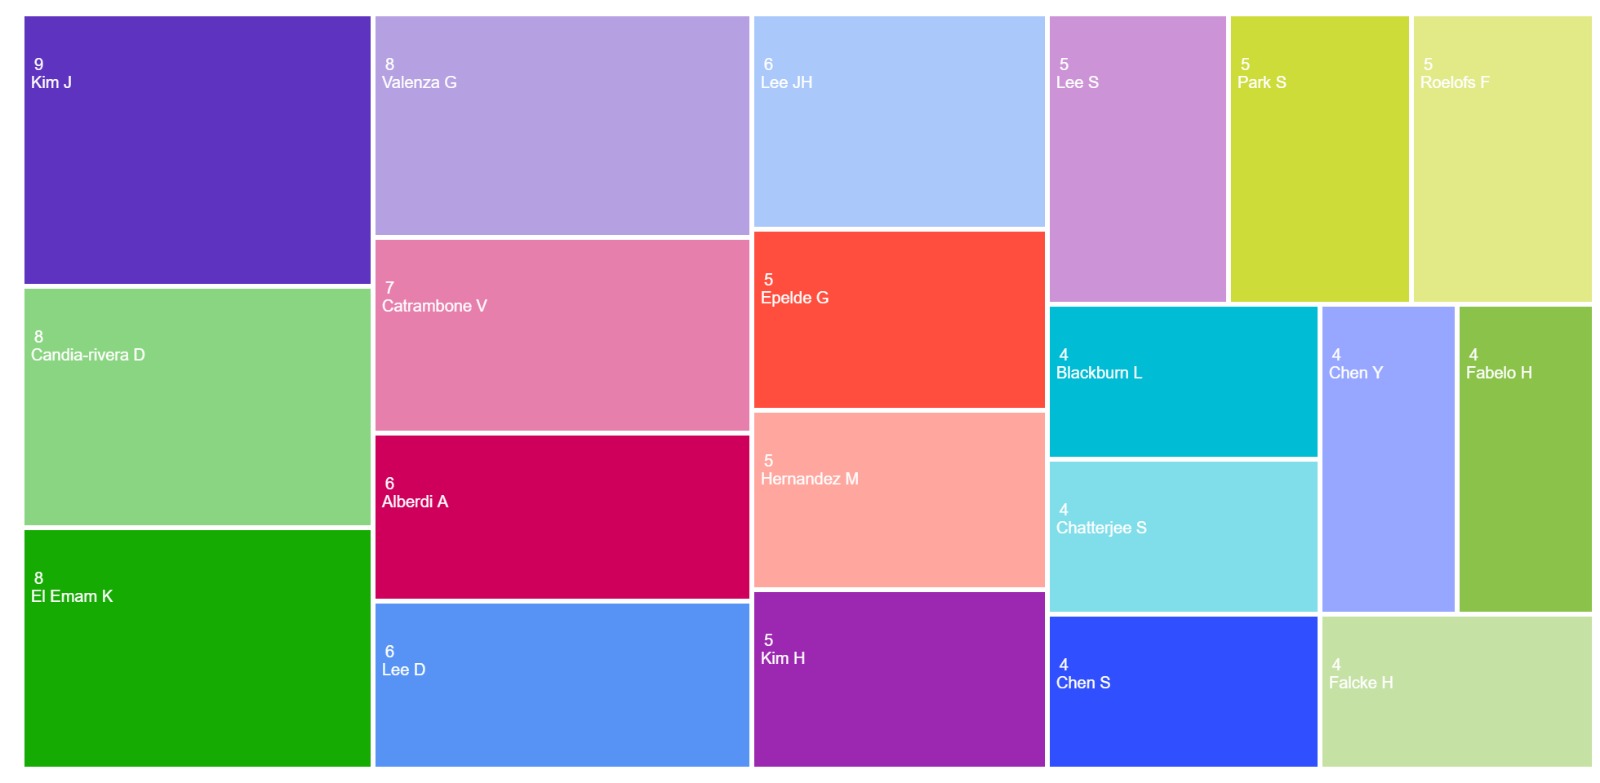 9
Kim J
8
Candia-rivera D
8
El Emam K
8
Valenza G
7
Catrambone V
6
Alberdi A
6
Lee D
6
Lee JH
5
Epelde G
5
Hernandez M
5
Kim H
5
Lee S
5
Park S
5
Roelofs F
4
Blackburn L
4
Chatterjee S
4
Chen S
4
Chen Y
4
Fabelo H
4
Falcke H